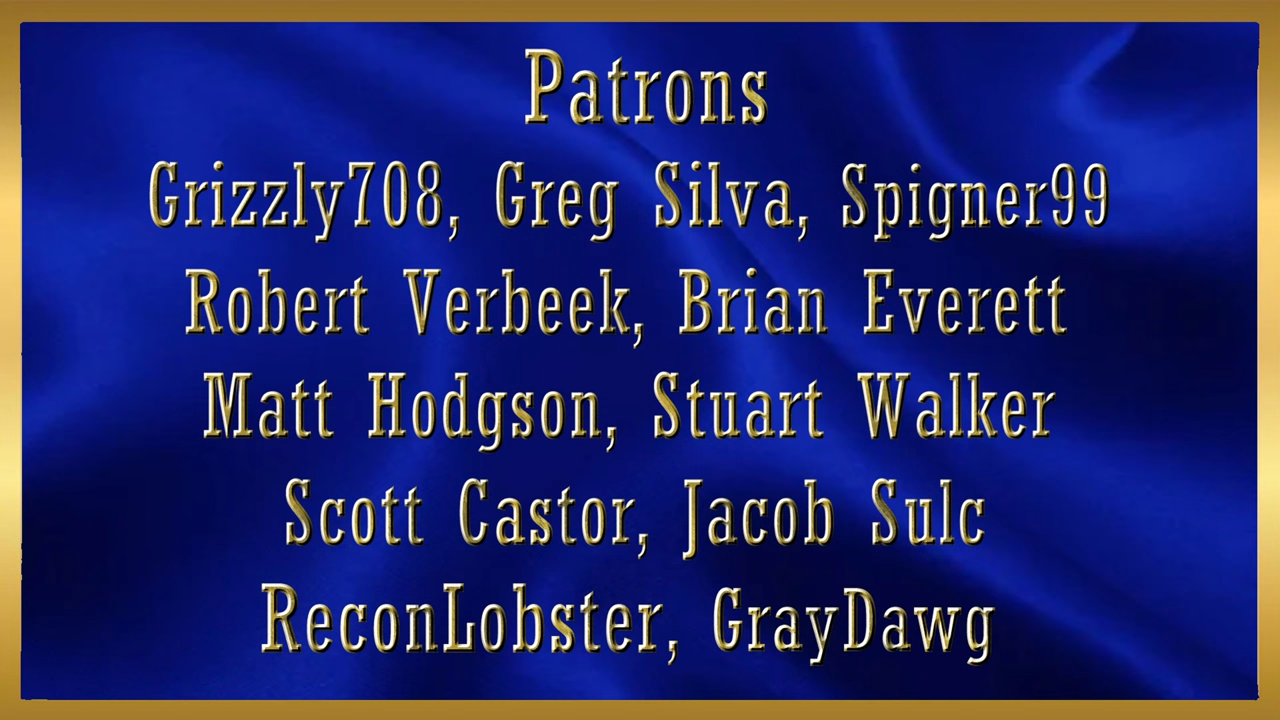 Patrons
Grizzly708, Greg Silva, Spigner99
Robert Verbeek, Brian Everett
Matt Hodgson, Stuart Walker
Scott Castor, Jacob Sulc
ReconLobster, GrayDawg